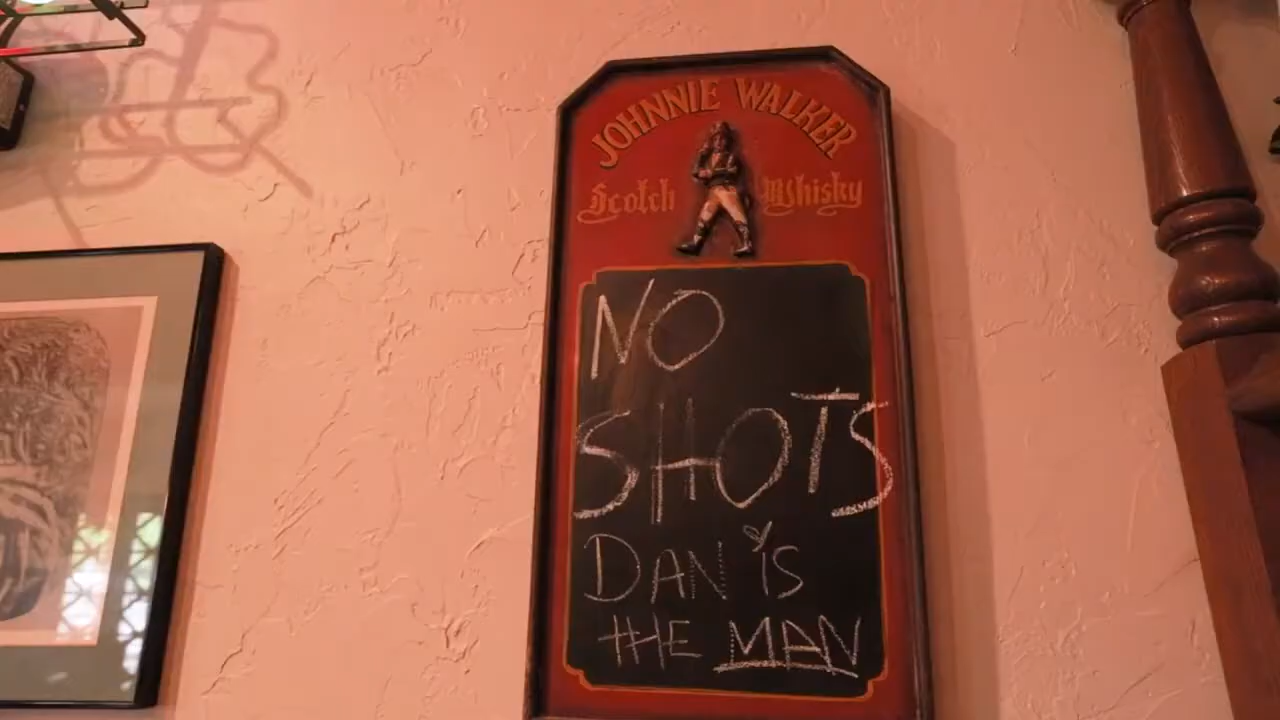 JOHNNIE WALKER
Scotch Whisky
NO
SHOTS
DAN is
THE MAN